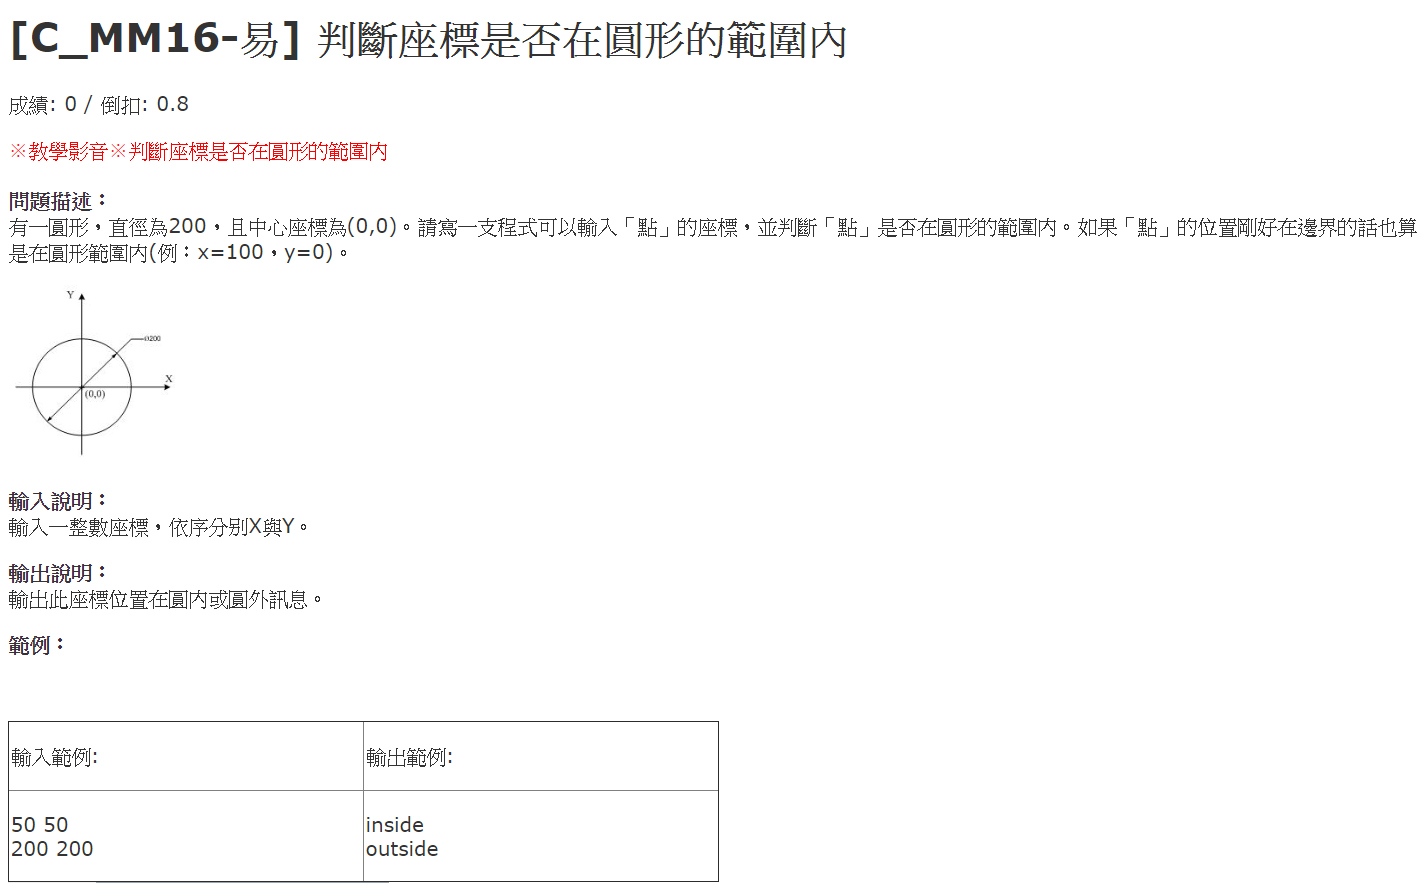 [C_MM16-易] 判斷座標是否在圓形的範圍內
成績: 0 / 倒扣: 0.8
※教學影音※判斷座標是否在圓形的範圍內
問題描述：
有一圓形，直徑為200，且中心座標為(0,0)。請寫一支程式可以輸入「點」的座標，並判斷「點」是否在圓形的範圍內。如果「點」的位置剛好在邊界的話也算
是在圓形範圍內(例：x=100，y=0)。
Y
Ø200
X
(0,0)
輸入說明：
輸入一整數座標，依序分別X與Y。
輸出說明：
輸出此座標位置在圓內或圓外訊息。
範例：
輸入範例:
輸出範例:
50 50
200 200
inside
outside